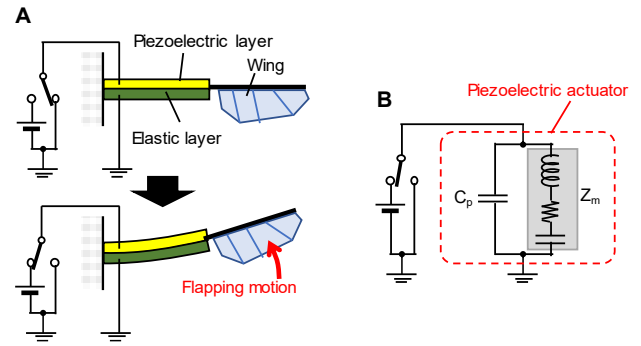 A
Piezoelectric layer
Wing
Elastic layer
Flapping motion
B
Piezoelectric actuator
Cp
Zm